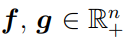 f, g ∈ ℝ₊ⁿ